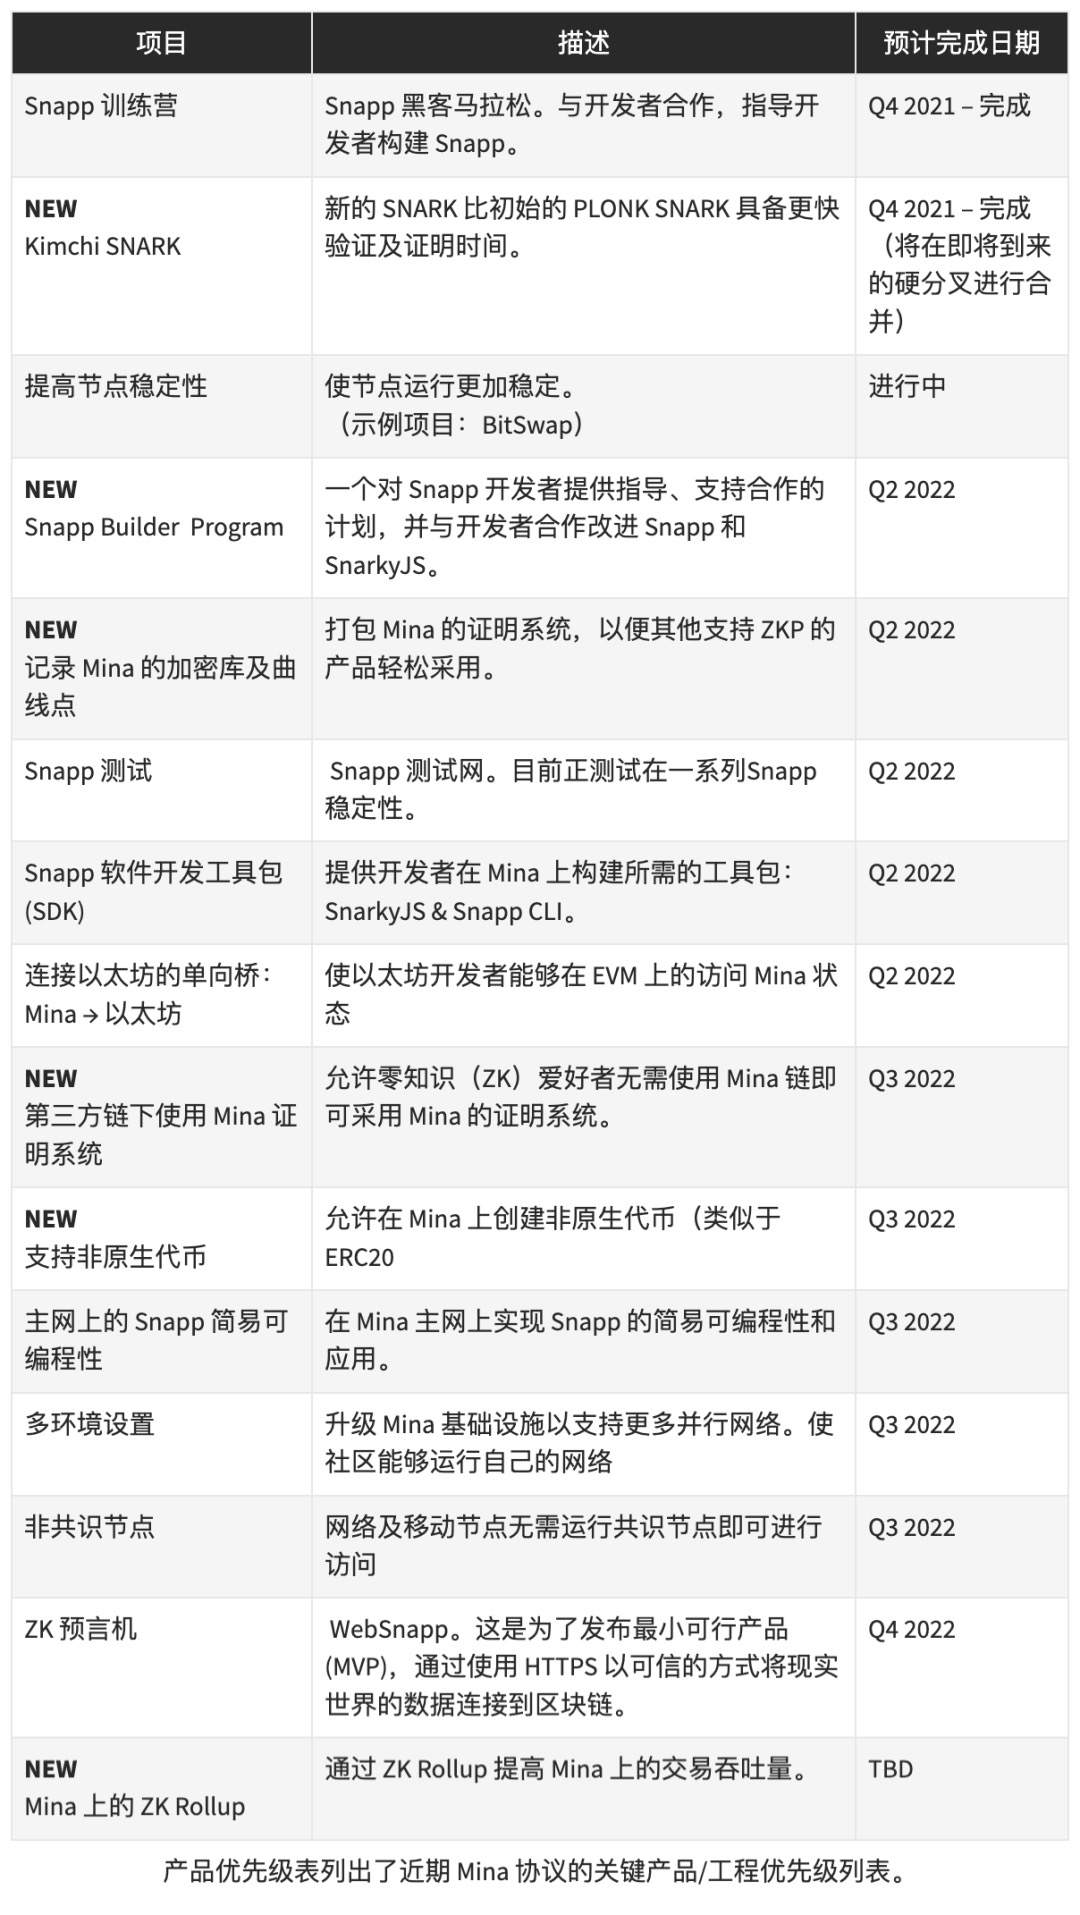 项目
描述
预计完成日期
Snapp 训练营
Snapp 黑客马拉松。与开发者合作，指导开
发者构建 Snapp。
Q4 2021 – 完成
NEW
Kimchi SNARK
新的 SNARK 比初始的 PLONK SNARK 具备更快
验证及证明时间。
Q4 2021 – 完成
（将在即将到来
的硬分叉进行合
并）
提高节点稳定性
使节点运行更加稳定。
（示例项目：BitSwap）
进行中
NEW
Snapp Builder Program
一个对 Snapp 开发者提供指导、支持合作的
计划，并与开发者合作改进 Snapp 和
SnarkyJS。
Q2 2022
NEW
记录 Mina 的加密库及曲
线点
打包 Mina 的证明系统，以便其他支持 ZKP 的
产品轻松采用。
Q2 2022
Snapp 测试
Snapp 测试网。目前正测试在一系列Snapp
稳定性。
Q2 2022
Snapp 软件开发工具包
(SDK)
提供开发者在 Mina 上构建所需的工具包：
SnarkyJS & Snapp CLI。
Q2 2022
连接以太坊的单向桥：
Mina → 以太坊
使以太坊开发者能够在 EVM 上的访问 Mina 状
态
Q2 2022
NEW
第三方链下使用 Mina 证
明系统
允许零知识（ZK）爱好者无需使用 Mina 链即
可采用 Mina 的证明系统。
Q3 2022
NEW
支持非原生代币
允许在 Mina 上创建非原生代币（类似于
ERC20
Q3 2022
主网上的 Snapp 简易可
编程性
在 Mina 主网上实现 Snapp 的简易可编程性和
应用。
Q3 2022
多环境设置
升级 Mina 基础设施以支持更多并行网络。使
社区能够运行自己的网络
Q3 2022
非共识节点
网络及移动节点无需运行共识节点即可进行
访问
Q3 2022
ZK 预言机
WebSnapp。这是为了发布最小可行产品
(MVP)，通过使用 HTTPS 以可信的方式将现实
世界的数据连接到区块链。
Q4 2022
NEW
Mina 上的 ZK Rollup
通过 ZK Rollup 提高 Mina 上的交易吞吐量。
TBD
产品优先级表列出了近期 Mina 协议的关键产品/工程优先级列表。